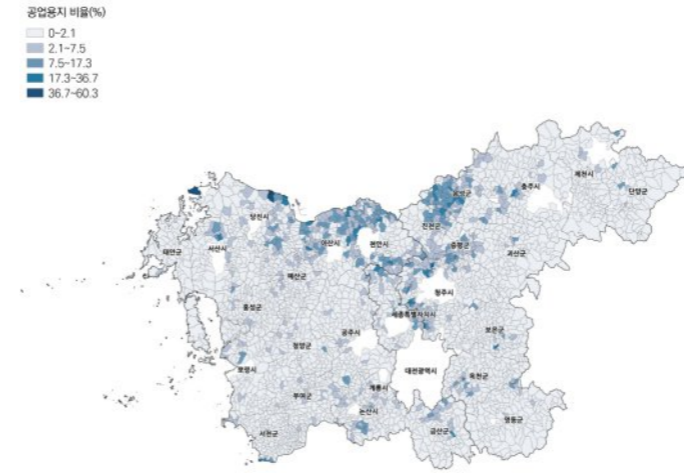 공업용지 비율(%)
0~2.1
2.1~7.5
7.5~17.3
17.3~36.7
36.7~60.3
제천시
단양군
음성군
충주시
당진시
진천군
태안군
서산시
아산시
천안시
증평군
괴산군
예산군
청주시
홍성군
세종특별자치시
공주시
보은군
청양군
보령시
대전광역시
계룡시
옥천군
부여군
논산시
서천군
금산군
영동군